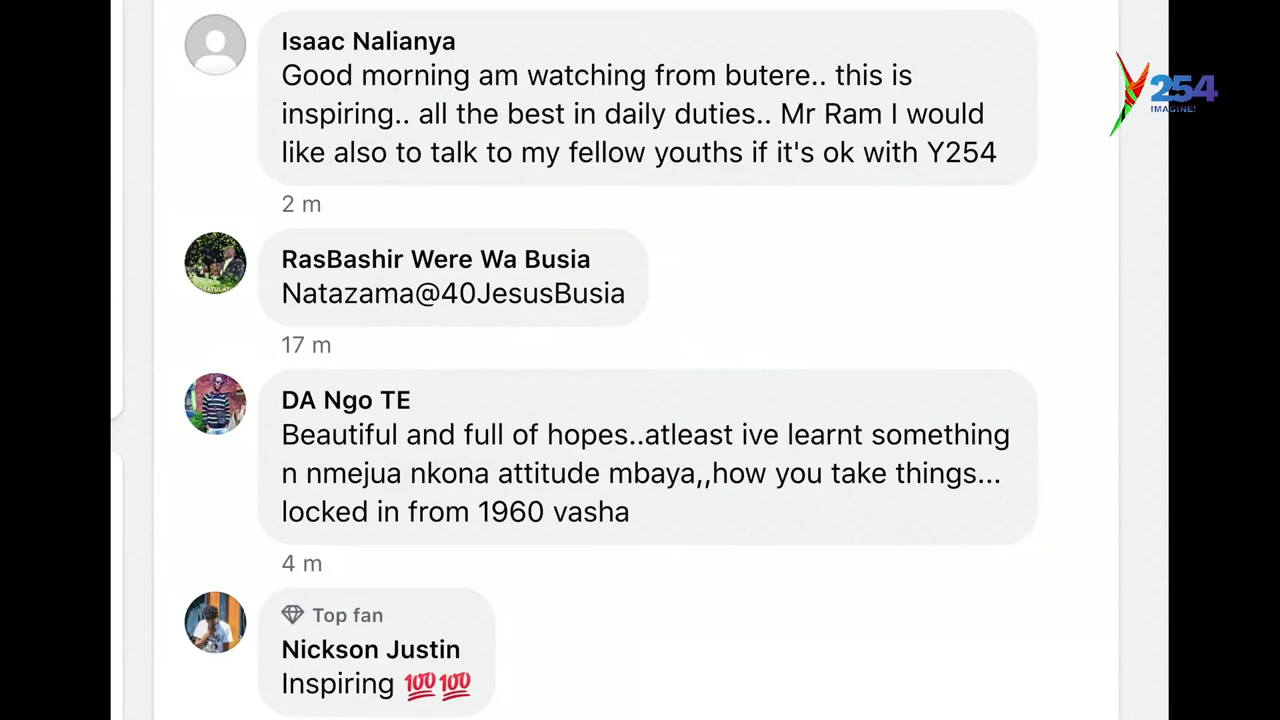 Isaac Nalianya
Good morning am watching from butere.. this is
inspiring.. all the best in daily duties.. Mr Ram I would
like also to talk to my fellow youths if it's ok with Y254
2 m
RasBashir Were Wa Busia
Natazama@40JesusBusia
17 m
DA Ngo TE
Beautiful and full of hopes..atleast ive learnt something
n nmejua nkona attitude mbaya,,how you take things...
locked in from 1960 vasha
4 m
Top fan
Nickson Justin
Inspiring 💯💯
Y254
IMAGINE!